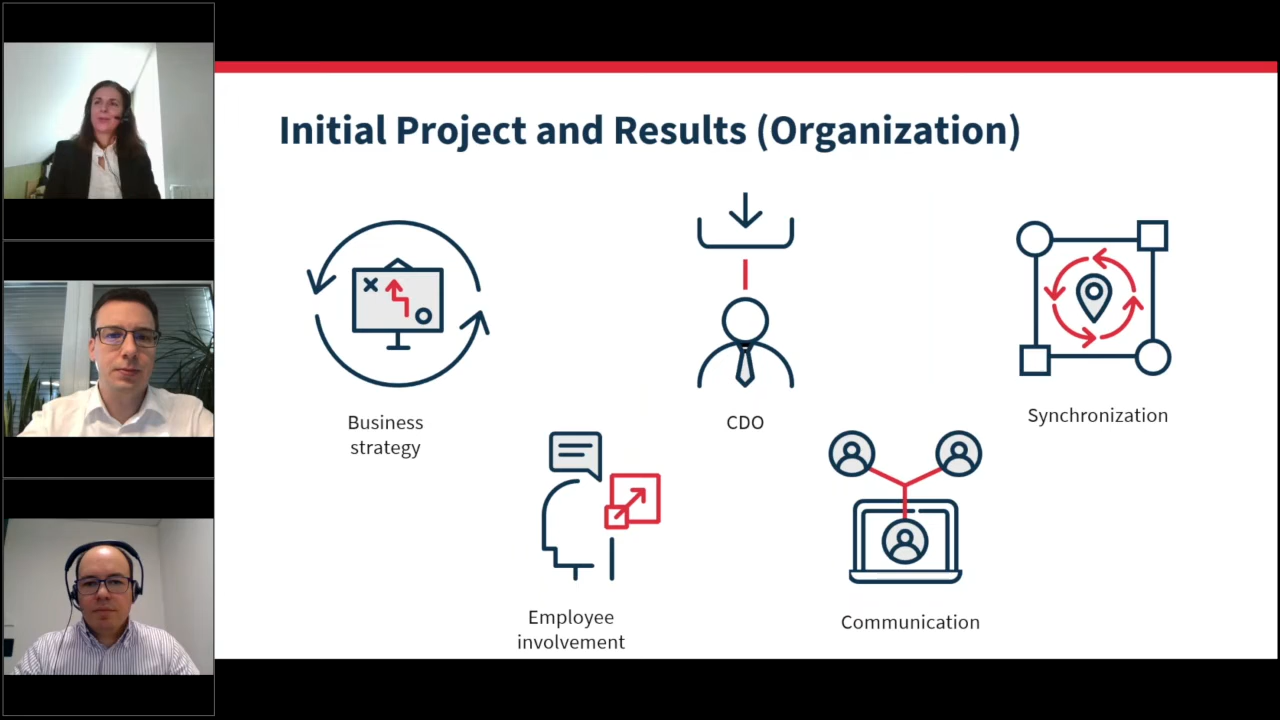 Initial Project and Results (Organization)
Business
strategy
CDO
Synchronization
Employee
involvement
Communication